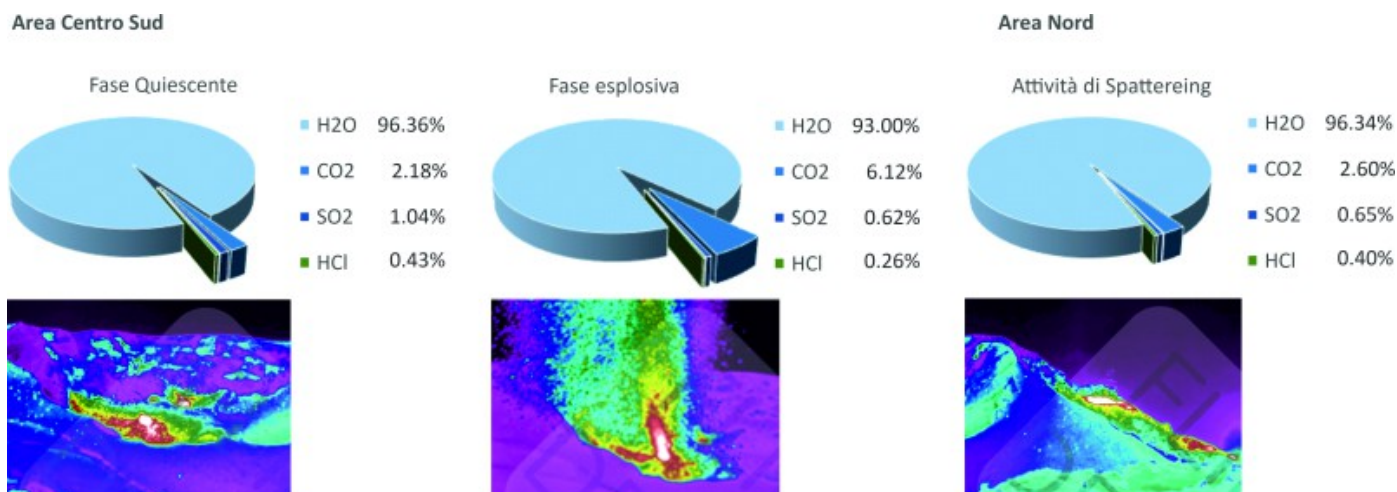 Area Centro Sud
Area Nord
Fase Quiescente
H2O 96.36%
CO2 2.18%
SO2 1.04%
HCl 0.43%
Fase esplosiva
H2O 93.00%
CO2 6.12%
SO2 0.62%
HCl 0.26%
Attività di Spattereing
H2O 96.34%
CO2 2.60%
SO2 0.65%
HCl 0.40%